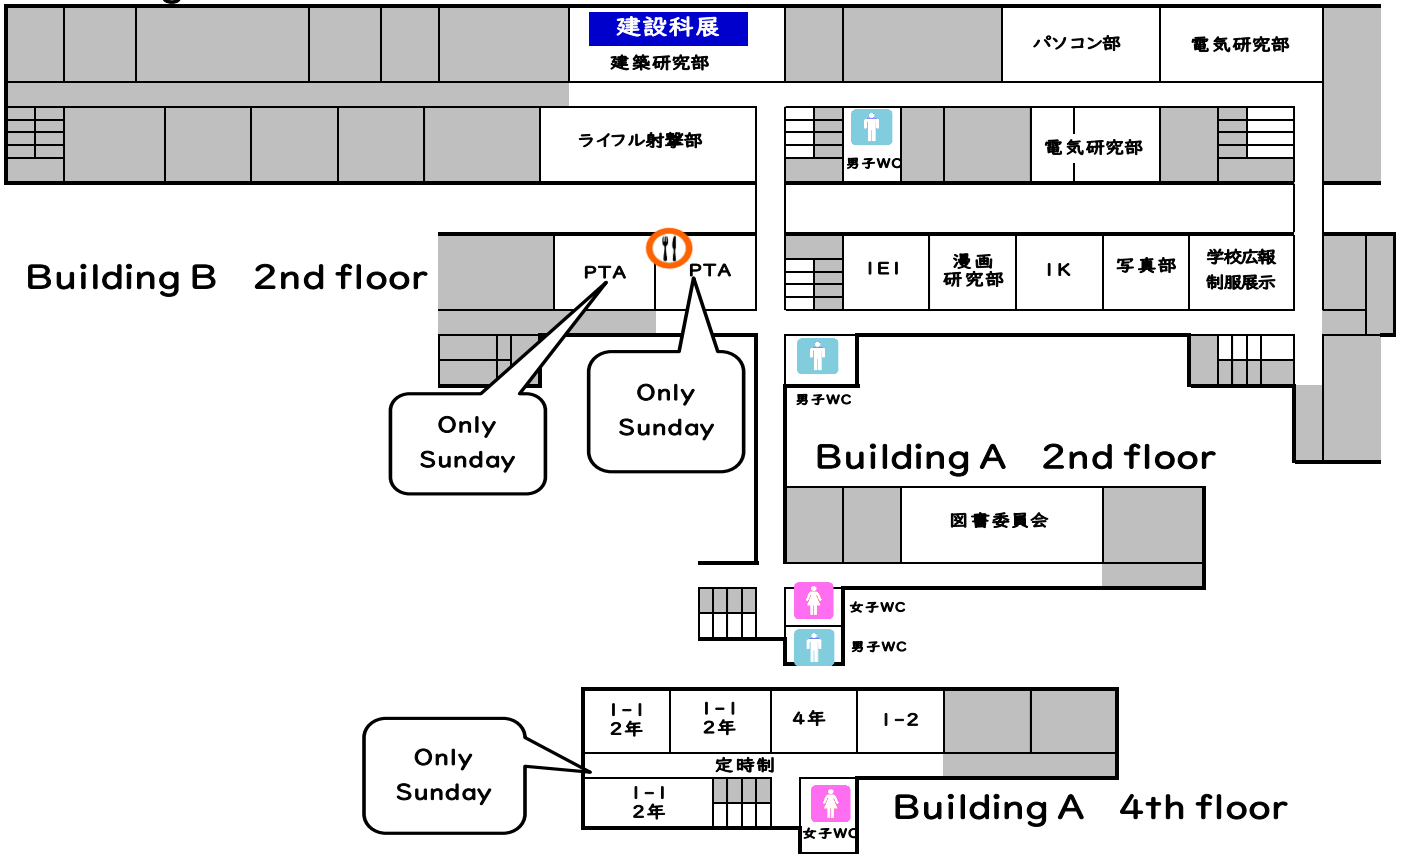 建設科展
建築研究部
パソコン部
電気研究部
ライフル射撃部
男子WC
電気研究部
Building B 2nd floor
PTA
PTA
1E1
漫画
研究部
1K
写真部
学校広報
制服展示
男子WC
Only
Sunday
Only
Sunday
Building A 2nd floor
図書委員会
女子WC
男子WC
1-1
2年
1-1
2年
4年
1-2
定時制
1-1
2年
女子WC
Only
Sunday
Building A 4th floor